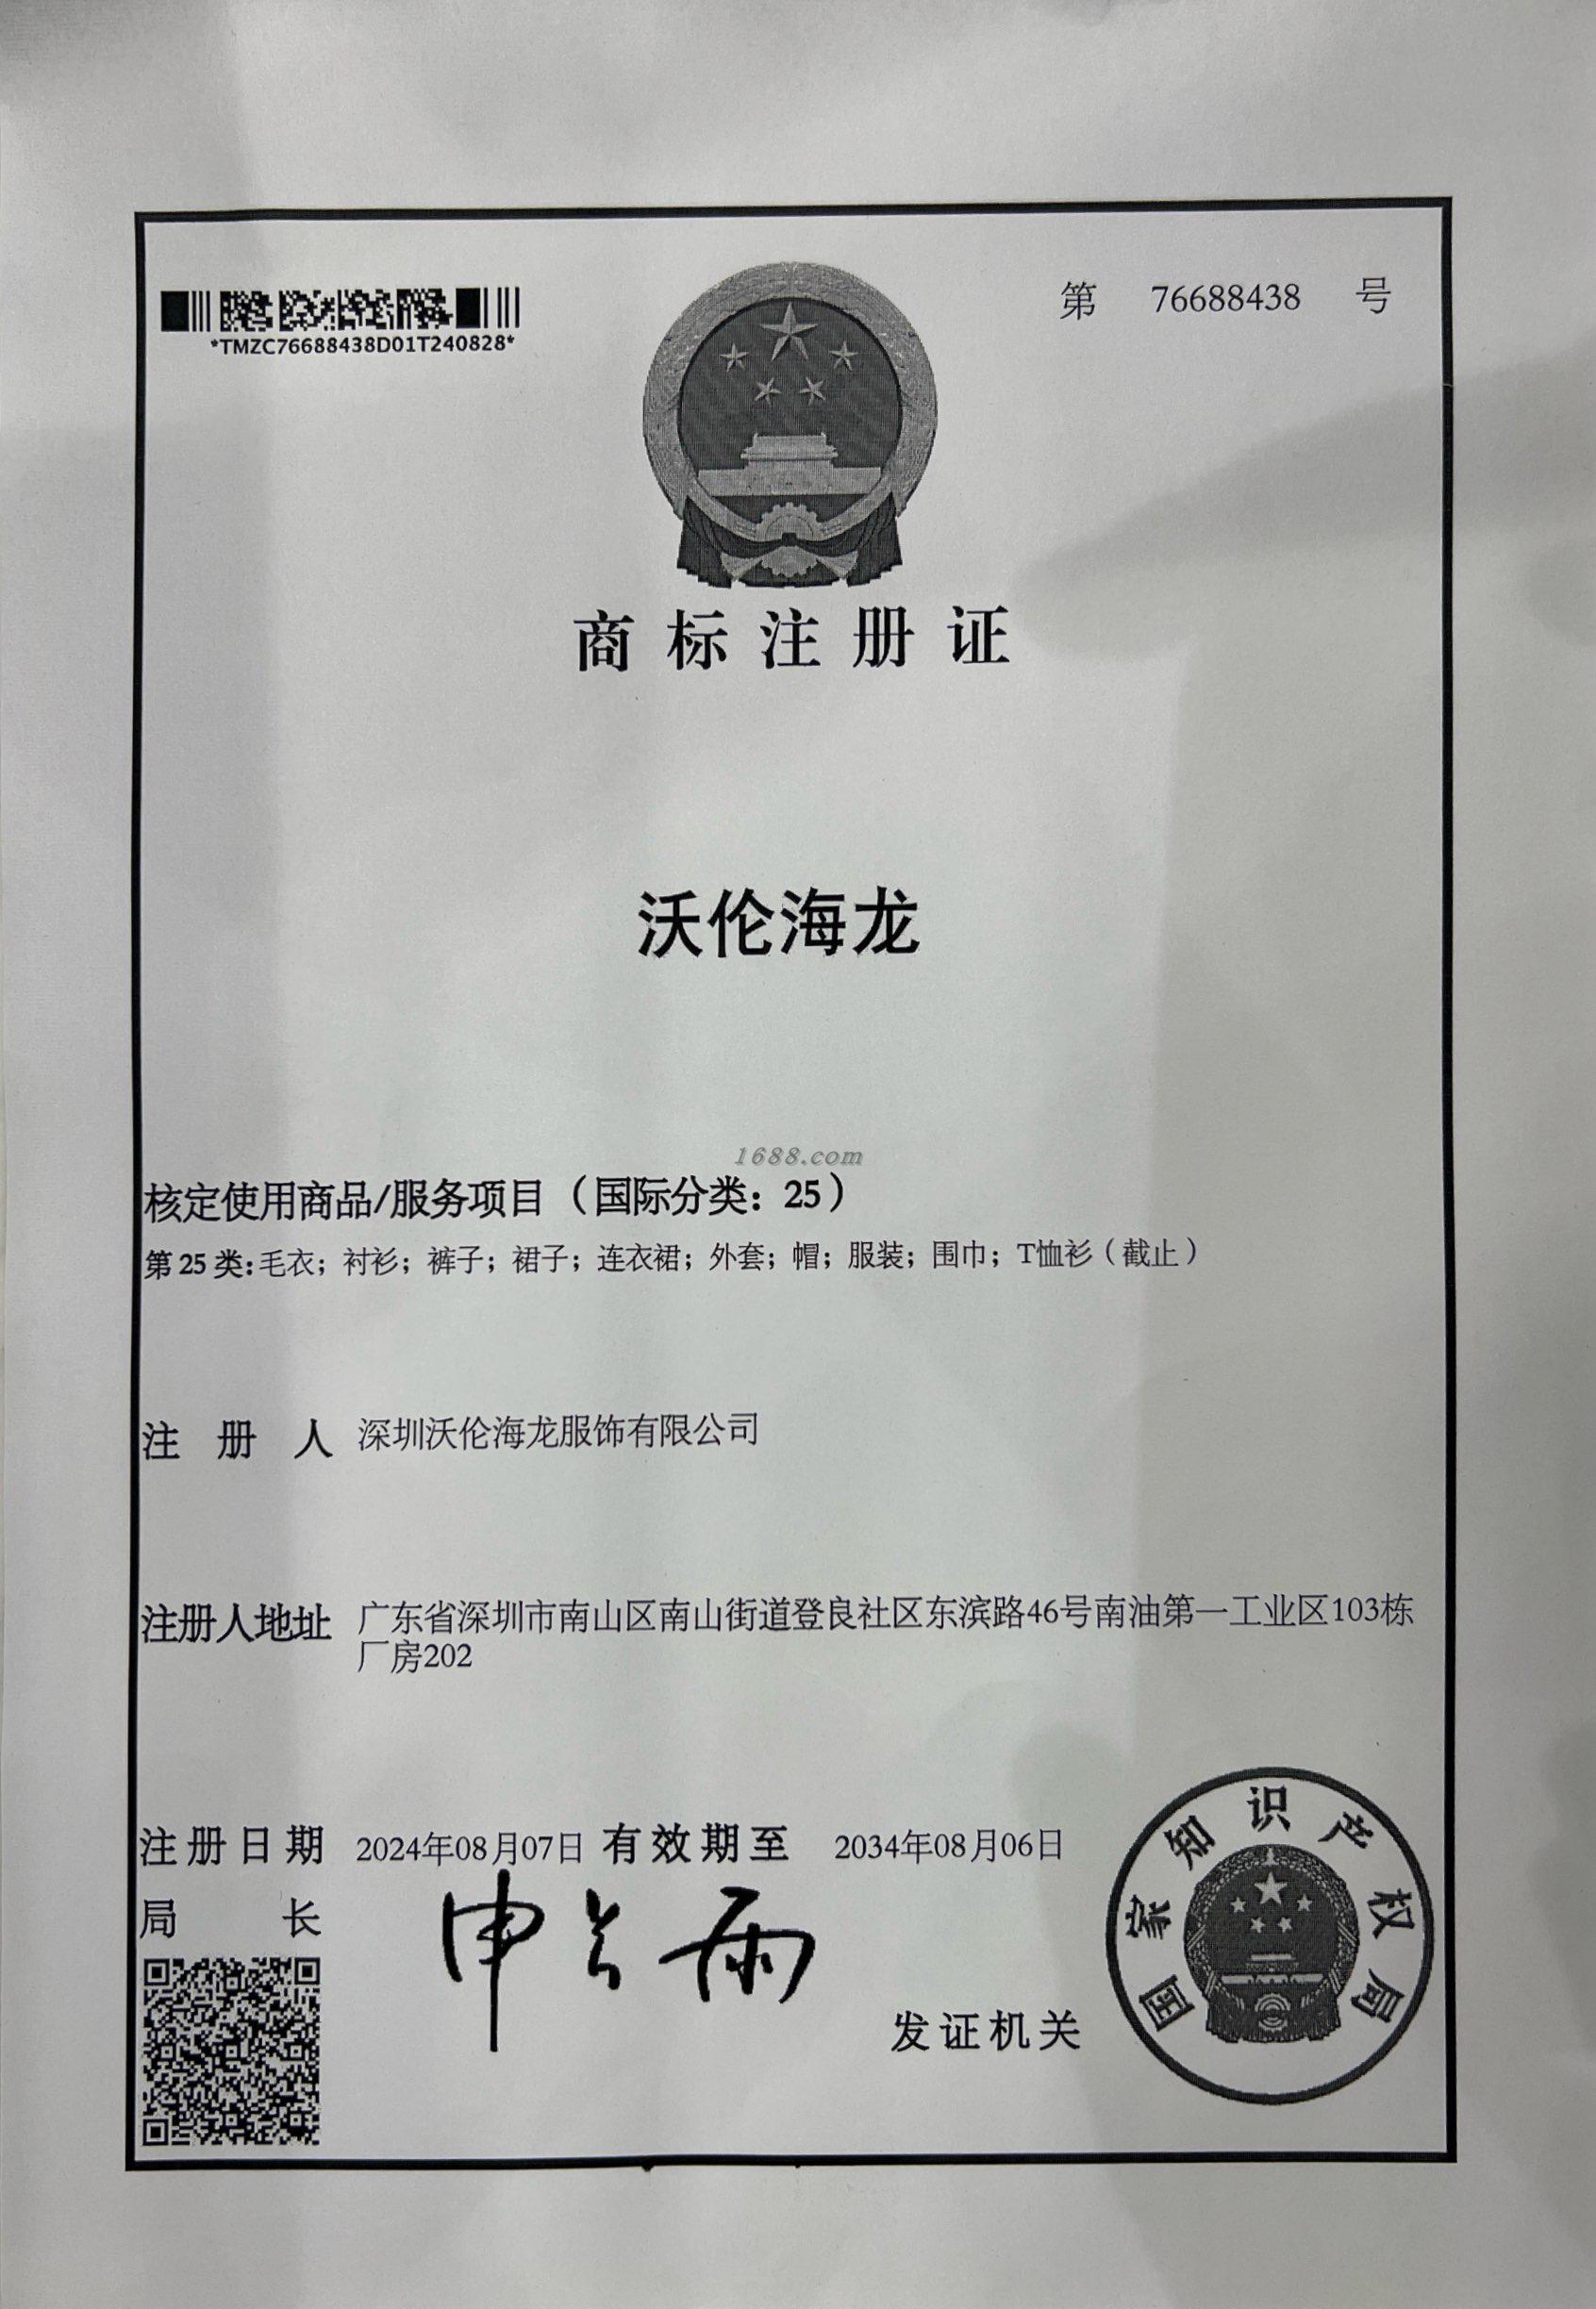 第 76688438 号
*TMZC76688438D01T240828*
商标注册证
沃伦海龙
1688.com
核定使用商品/服务项目（国际分类：25）
第25类:毛衣；衬衫；裤子；裙子；连衣裙；外套；帽；服装；围巾；T恤衫（截止）
注册人 深圳沃伦海龙服饰有限公司
注册人地址 广东省深圳市南山区南山街道登良社区东滨路46号南油第一工业区103栋
厂房202
注册日期 2024年08月07日 有效期至 2034年08月06日
局长 申长雨
发证机关
国家知识产权局